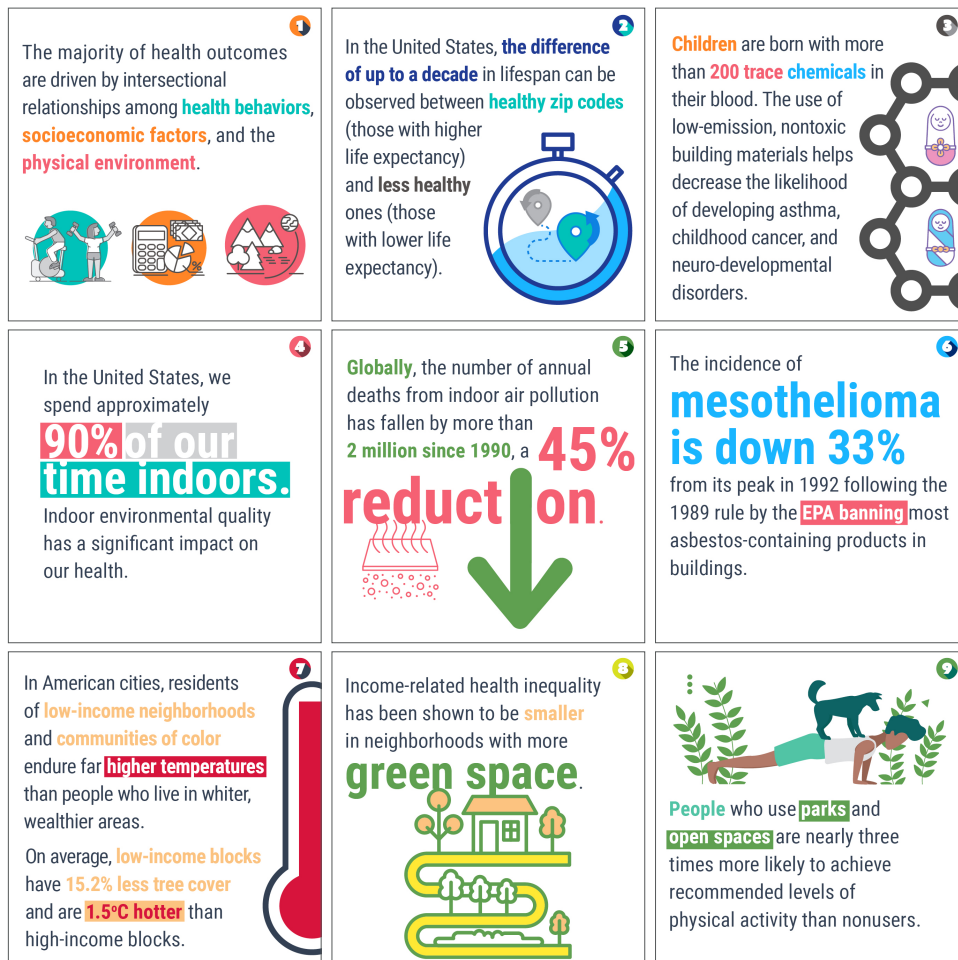 1
The majority of health outcomes
are driven by intersectional
relationships among health behaviors,
socioeconomic factors, and the
physical environment.
%
2
In the United States, the difference
of up to a decade in lifespan can be
observed between healthy zip codes
(those with higher
life expectancy)
and less healthy
ones (those
with lower life
expectancy).
3
Children are born with more
than 200 trace chemicals in
their blood. The use of
low-emission, nontoxic
building materials helps
decrease the likelihood
of developing asthma,
childhood cancer, and
neuro-developmental
disorders.
4
In the United States, we
spend approximately
90% of our
time indoors.
Indoor environmental quality
has a significant impact on
our health.
5
Globally, the number of annual
deaths from indoor air pollution
has fallen by more than
2 million since 1990, a 45%
reduction.
6
The incidence of
mesothelioma
is down 33%
from its peak in 1992 following the
1989 rule by the EPA banning most
asbestos-containing products in
buildings.
7
In American cities, residents
of low-income neighborhoods
and communities of color
endure far higher temperatures
than people who live in whiter,
wealthier areas.
On average, low-income blocks
have 15.2% less tree cover
and are 1.5°C hotter than
high-income blocks.
8
Income-related health inequality
has been shown to be smaller
in neighborhoods with more
green space.
9
People who use parks and
open spaces are nearly three
times more likely to achieve
recommended levels of
physical activity than nonusers.